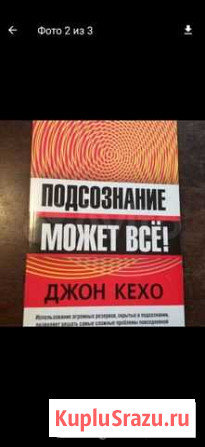 Фото 2 из 3
ПОДСОЗНАНИЕ
МОЖЕТ ВСЁ!
ДЖОН КЕХО
Использование огромных резервов, скрытых в подсознании,
позволяет решать самые сложные проблемы повседневной
KupluSrazu.ru